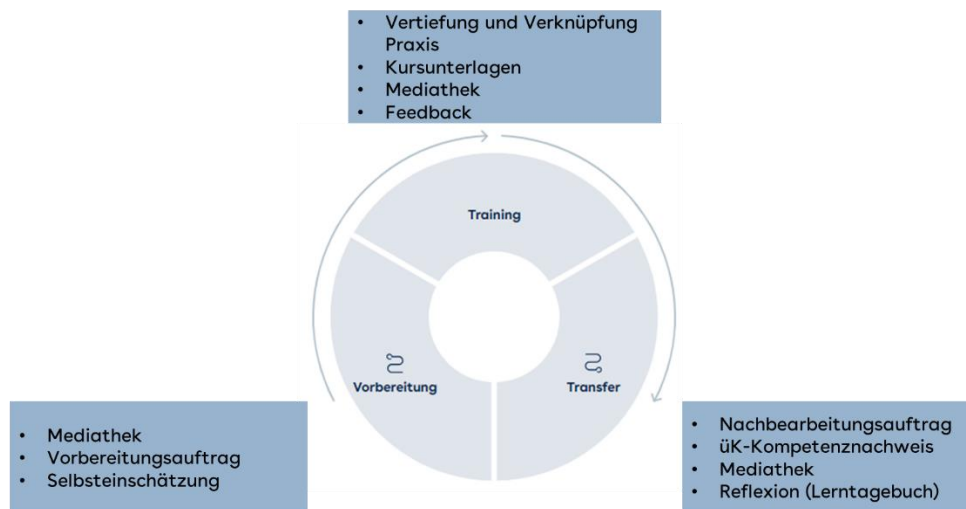 • Vertiefung und Verknüpfung
Praxis
• Kursunterlagen
• Mediathek
• Feedback
Training
Vorbereitung
Transfer
• Mediathek
• Vorbereitungsauftrag
• Selbsteinschätzung
• Nachbearbeitungsauftrag
• üK-Kompetenznachweis
• Mediathek
• Reflexion (Lerntagebuch)